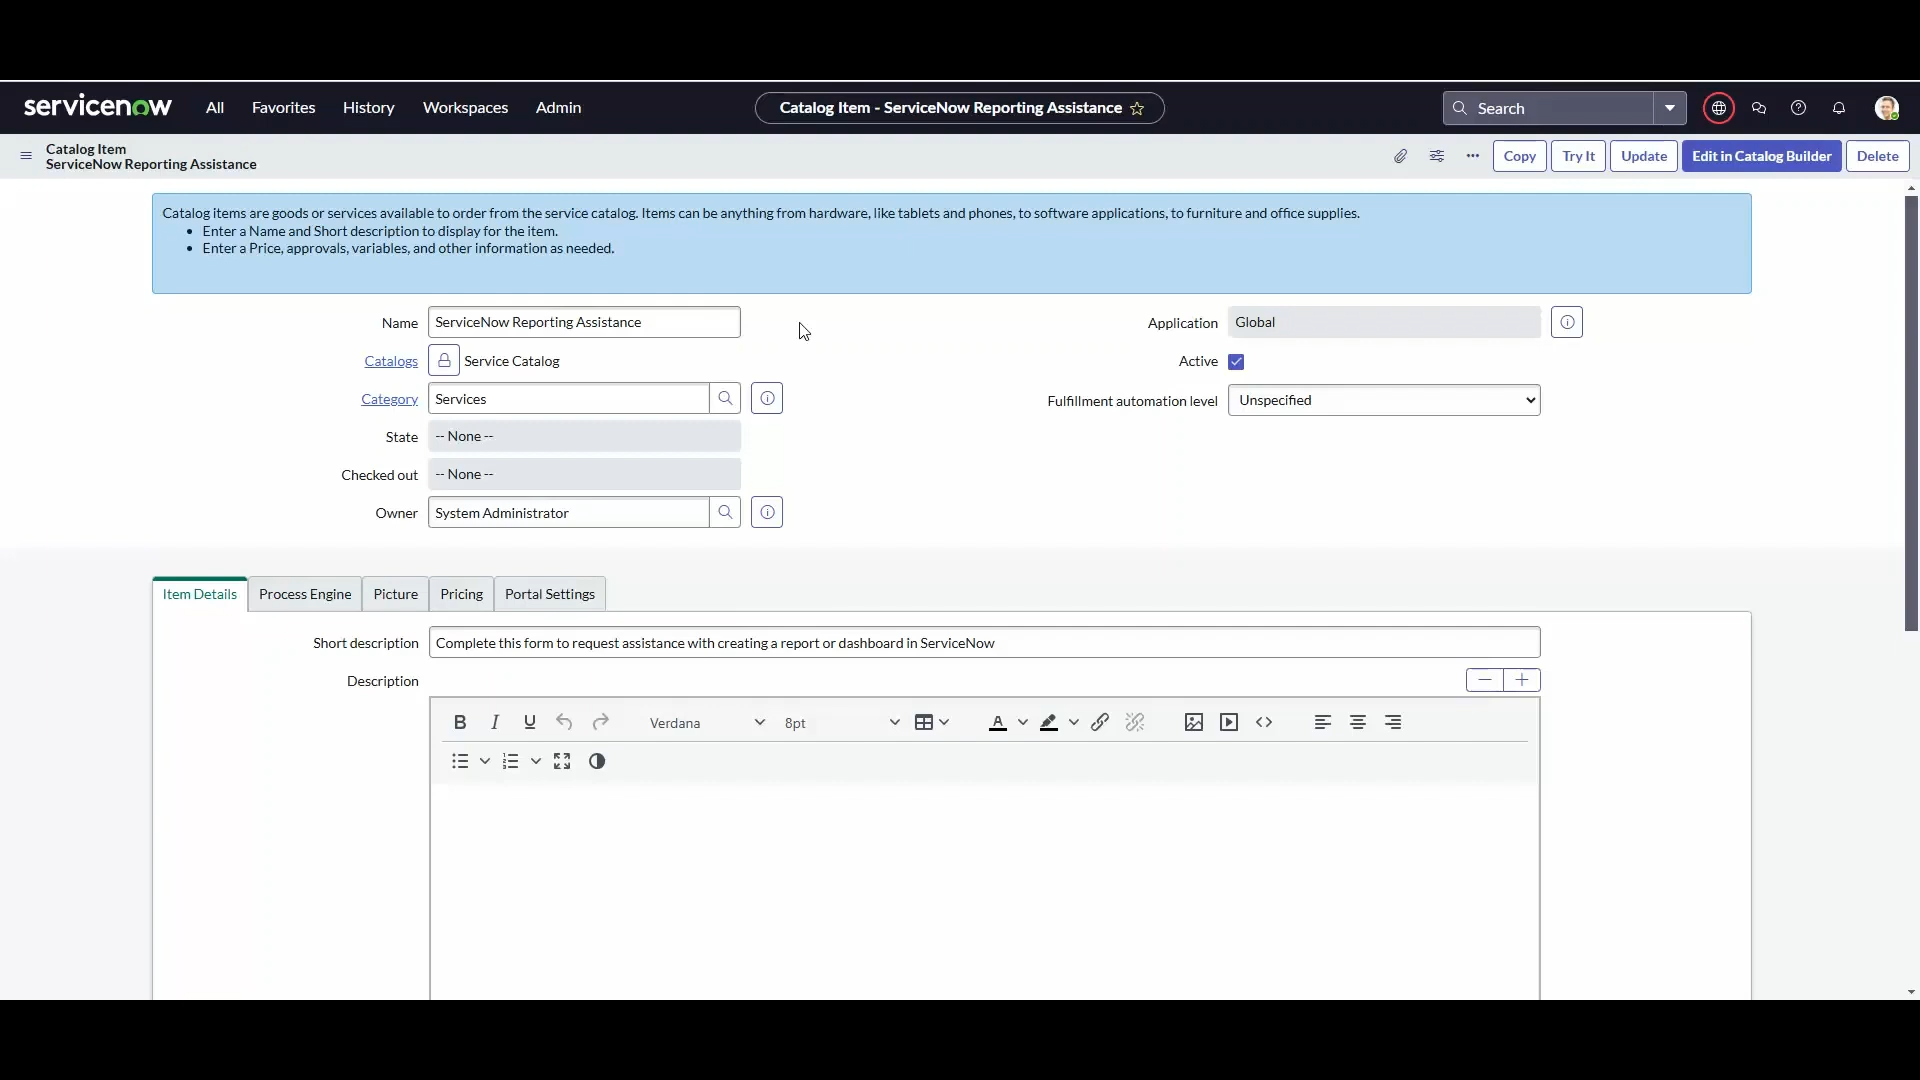 servicenow All Favorites History Workspaces Admin Catalog Item - ServiceNow Reporting Assistance Search
Catalog Item
ServiceNow Reporting Assistance
Copy Try It Update Edit in Catalog Builder Delete
Catalog items are goods or services available to order from the service catalog. Items can be anything from hardware, like tablets and phones, to software applications, to furniture and office supplies.
Enter a Name and Short description to display for the item.
Enter a Price, approvals, variables, and other information as needed.
Name ServiceNow Reporting Assistance
Application Global
Catalogs Service Catalog
Active
Category Services
Fulfillment automation level Unspecified
State -- None --
Checked out -- None --
Owner System Administrator
Item Details Process Engine Picture Pricing Portal Settings
Short description Complete this form to request assistance with creating a report or dashboard in ServiceNow
Description
B I U Verdana 8pt A